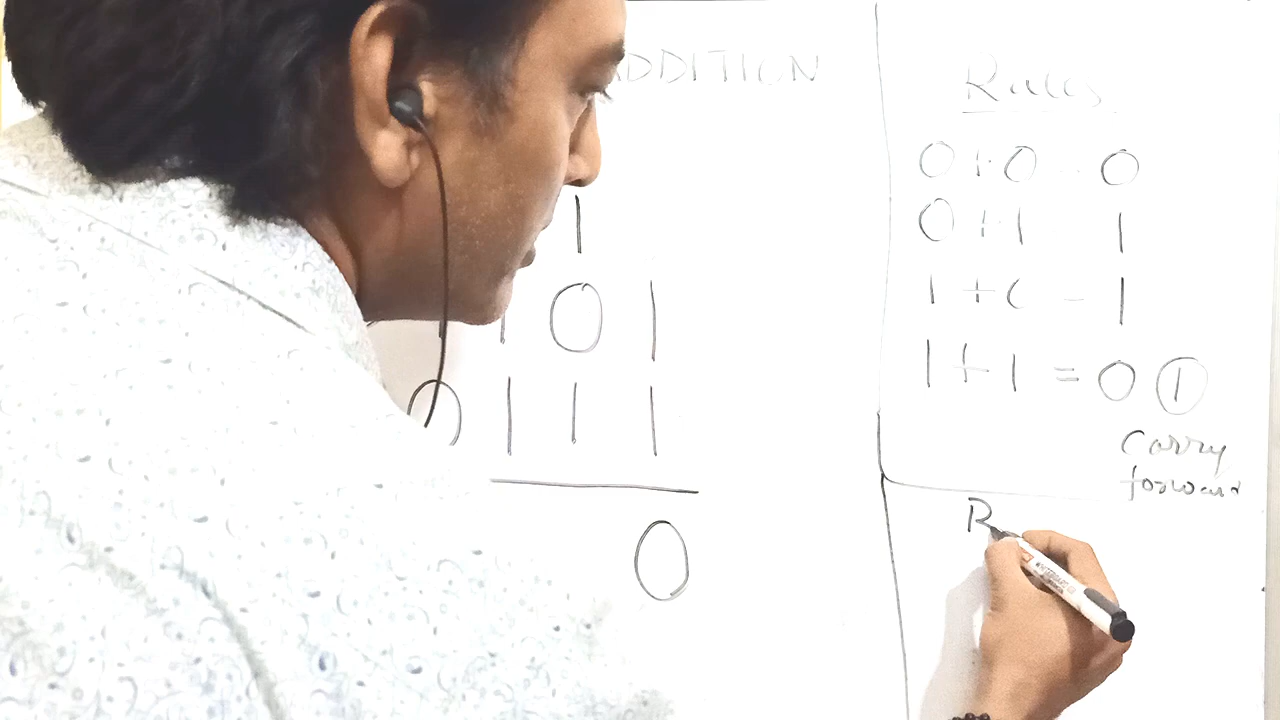 ADDITION
Rules
0+0 - 0
0+1 1
1+0 - 1
1+1 = 0 1
Carry
forward
1
1 0 1
0 1 1 1
0
R